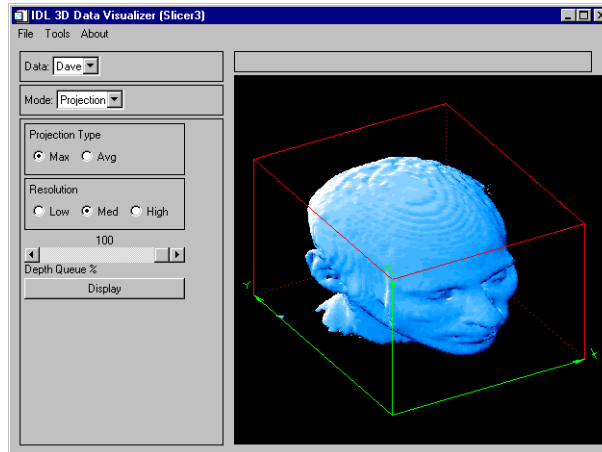 IDL 3D Data Visualizer (Slicer3)
File Tools About
Data: Dave
Mode: Projection
Projection Type
Max Avg
Resolution
Low Med High
100
Depth Queue %
Display
Y
X